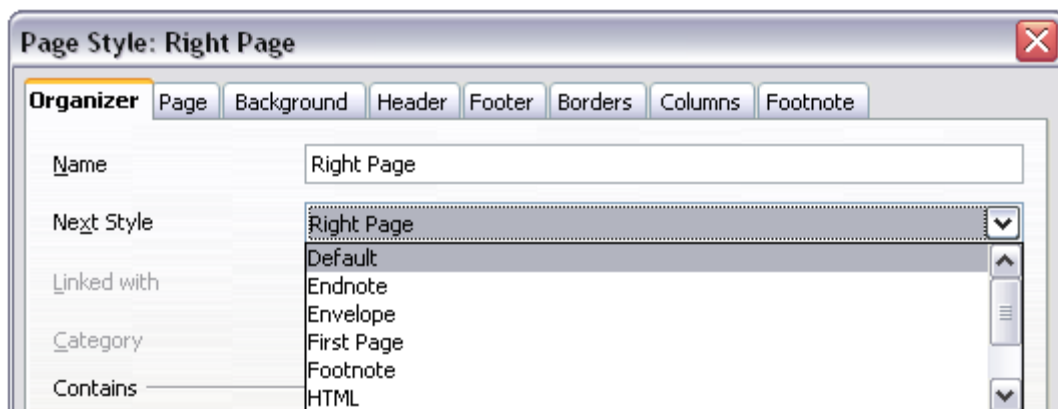 Page Style: Right Page
Organizer Page Background Header Footer Borders Columns Footnote
Name Right Page
Next Style Right Page
Default
Linked with Endnote
Envelope
Category First Page
Footnote
Contains HTML